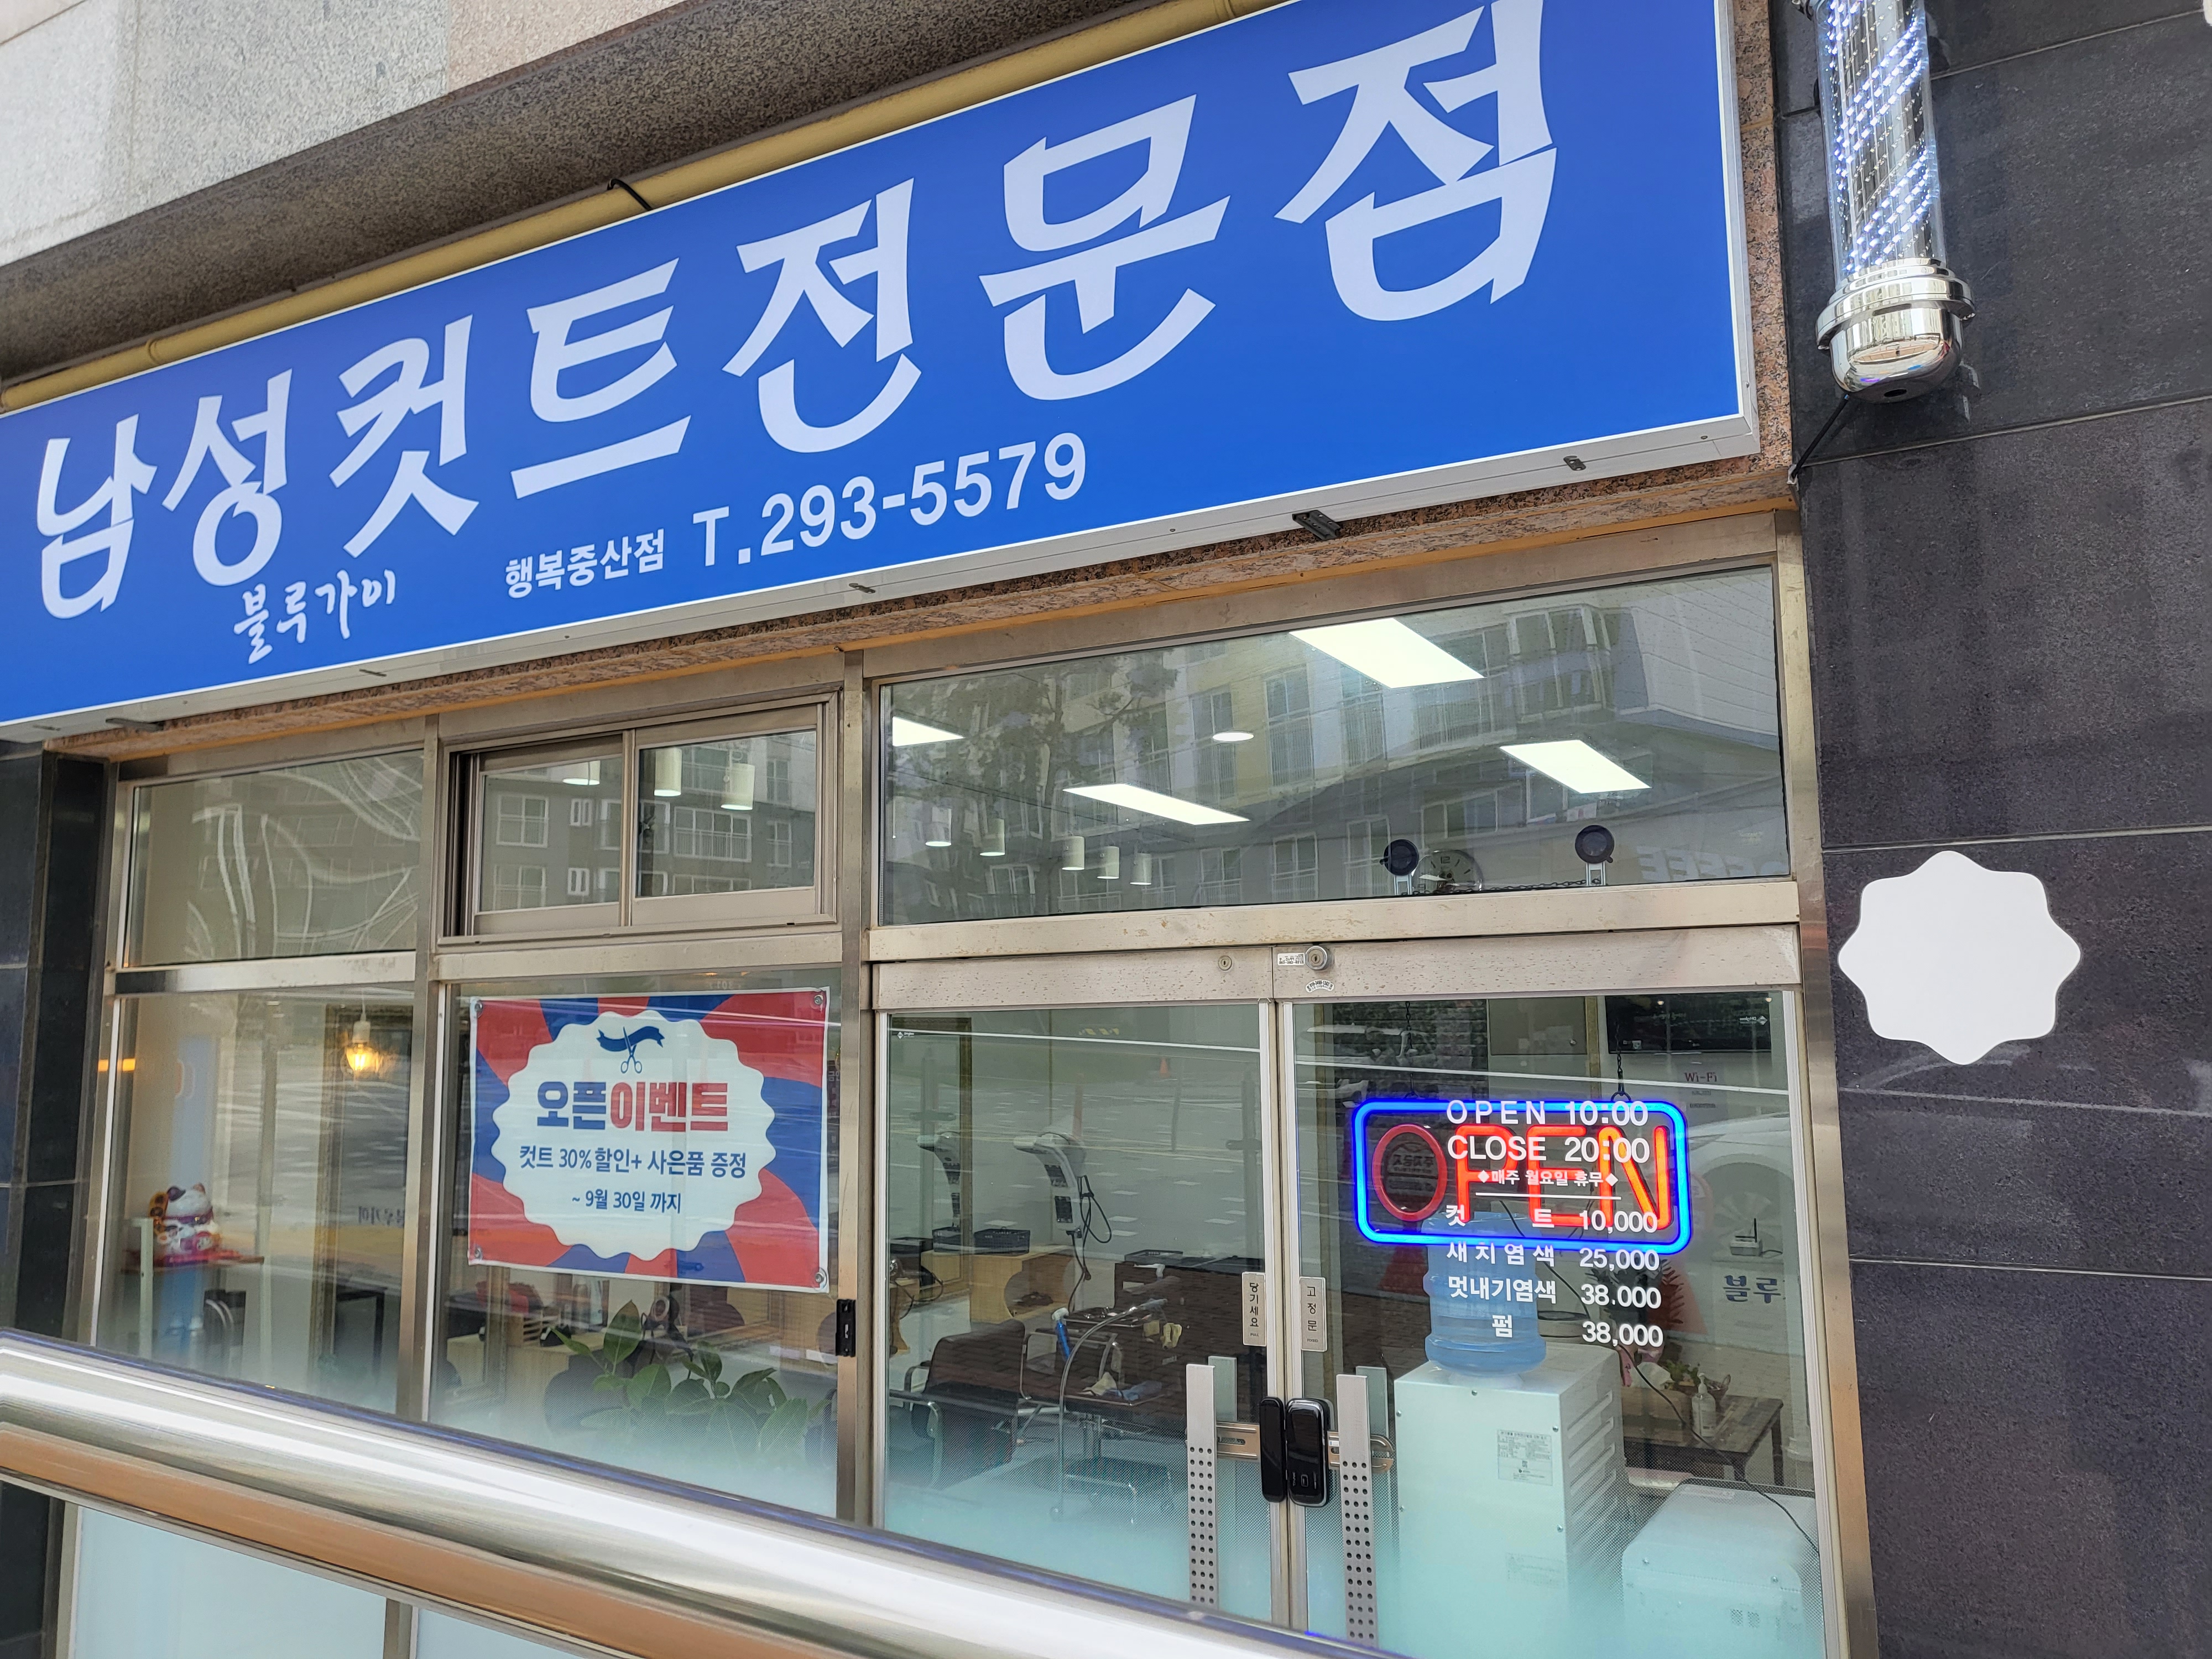 남성컷트전문점
블루가이
행복중산점 T.293-5579
오픈이벤트
컷트 30%할인+ 사은품 증정
~ 9월 30일 까지
OPEN
OPEN 10:00
CLOSE 20:00
◆매주 월요일 휴무◆
컷 트 10,000
새치염색 25,000
멋내기염색 38.000
펌 38,000
Wi-Fi
당기세요
고정문
블루